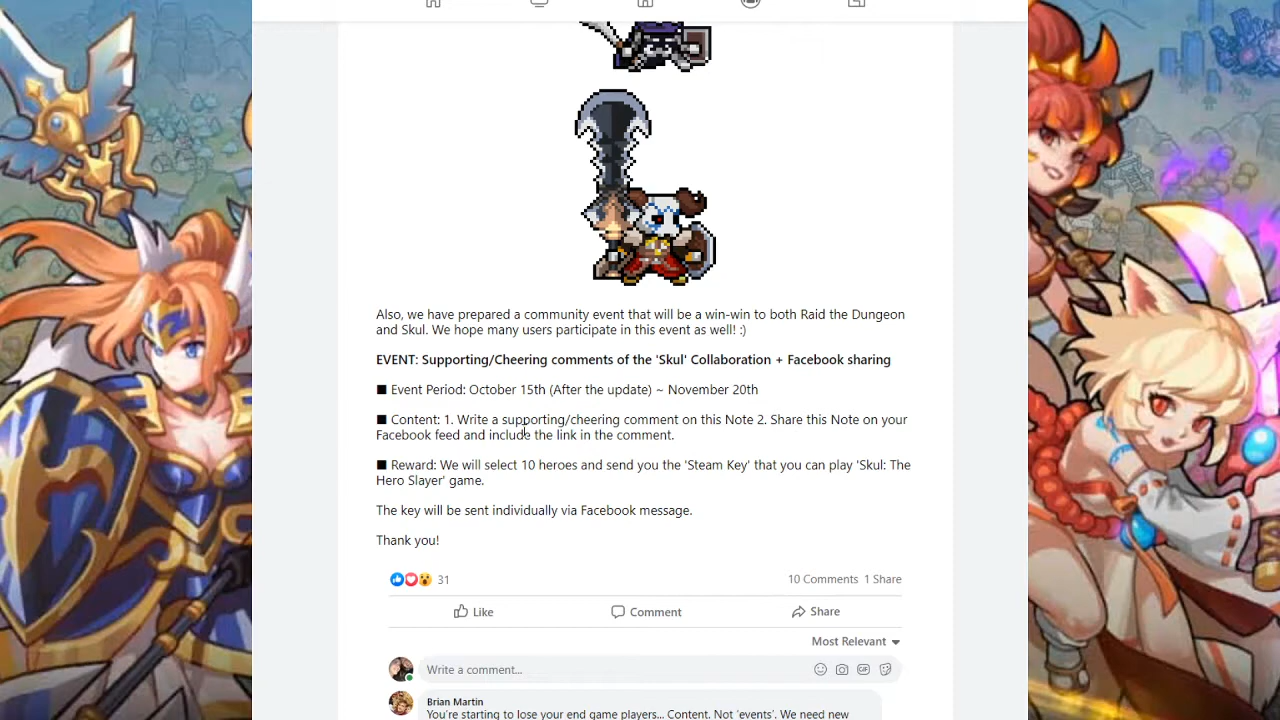 Also, we have prepared a community event that will be a win-win to both Raid the Dungeon
and Skul. We hope many users participate in this event as well! :)
EVENT: Supporting/Cheering comments of the 'Skul' Collaboration + Facebook sharing
■ Event Period: October 15th (After the update) ~ November 20th
■ Content: 1. Write a supporting/cheering comment on this Note 2. Share this Note on your
Facebook feed and include the link in the comment.
■ Reward: We will select 10 heroes and send you the 'Steam Key' that you can play 'Skul: The
Hero Slayer' game.
The key will be sent individually via Facebook message.
Thank you!
31
10 Comments 1 Share
Like
Comment
Share
Most Relevant
Write a comment...
GIF
Brian Martin
You're starting to lose your end game players... Content. Not 'events'. We need new